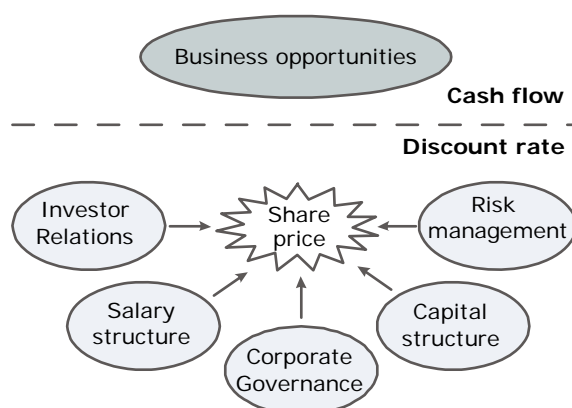 Business opportunities
Cash flow
Discount rate
Investor
Relations
Share
price
Risk
management
Salary
structure
Capital
structure
Corporate
Governance